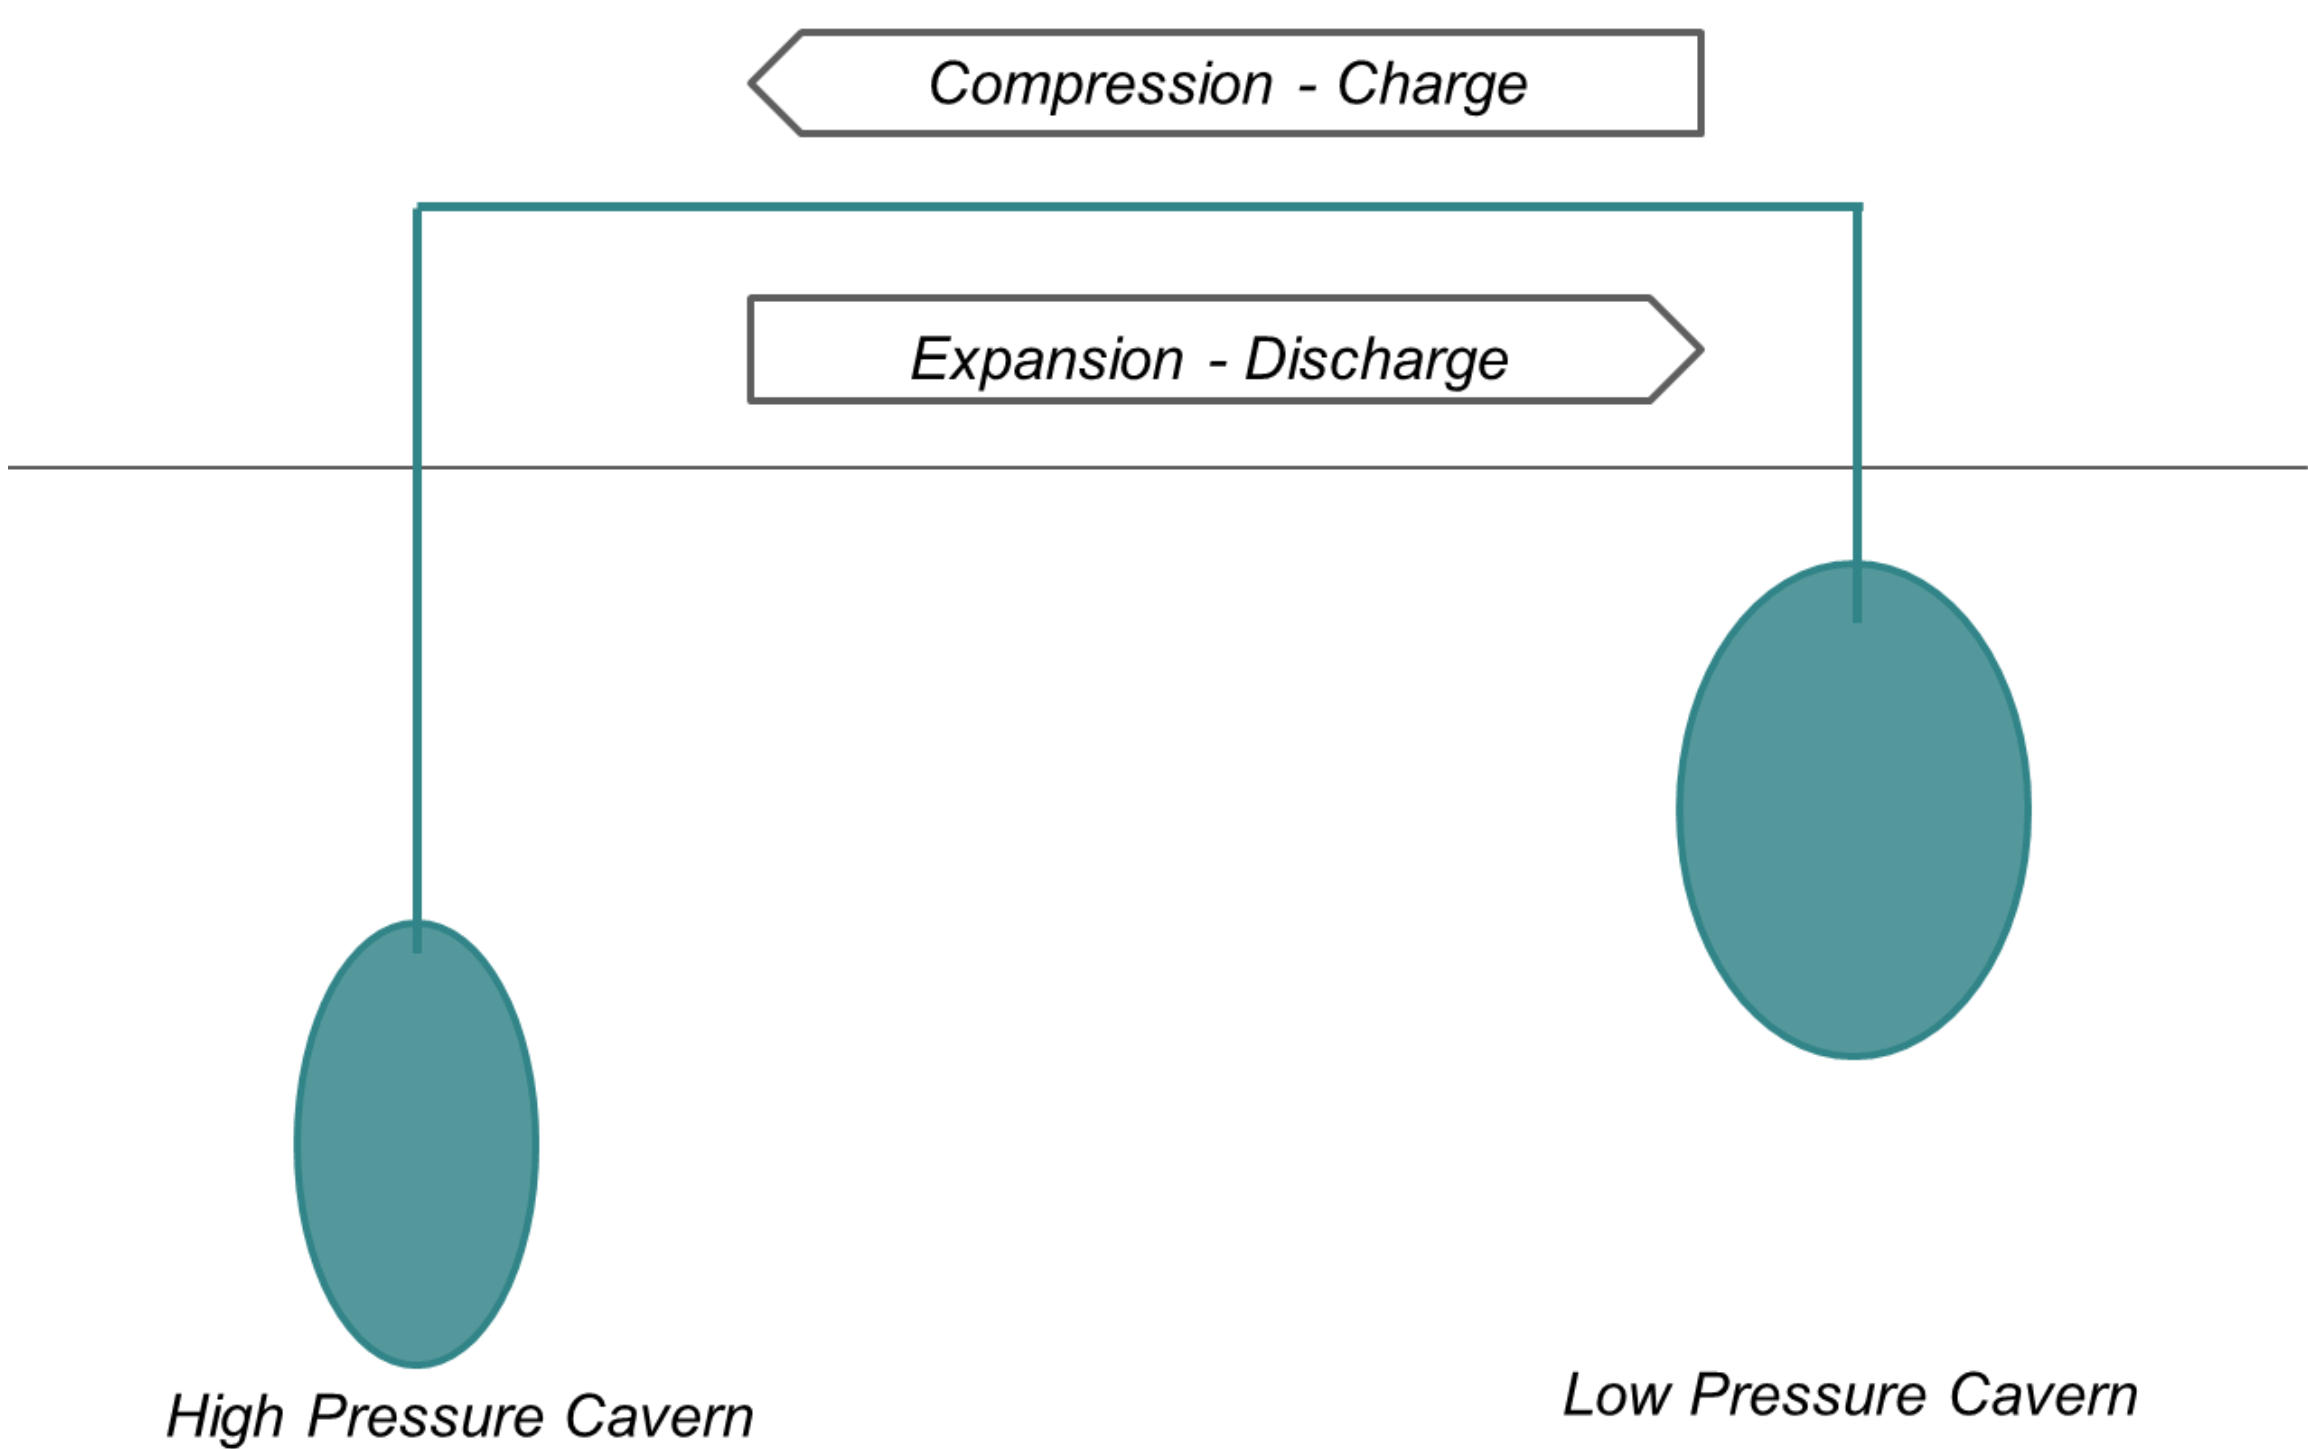 Compression - Charge
Expansion - Discharge
High Pressure Cavern
Low Pressure Cavern